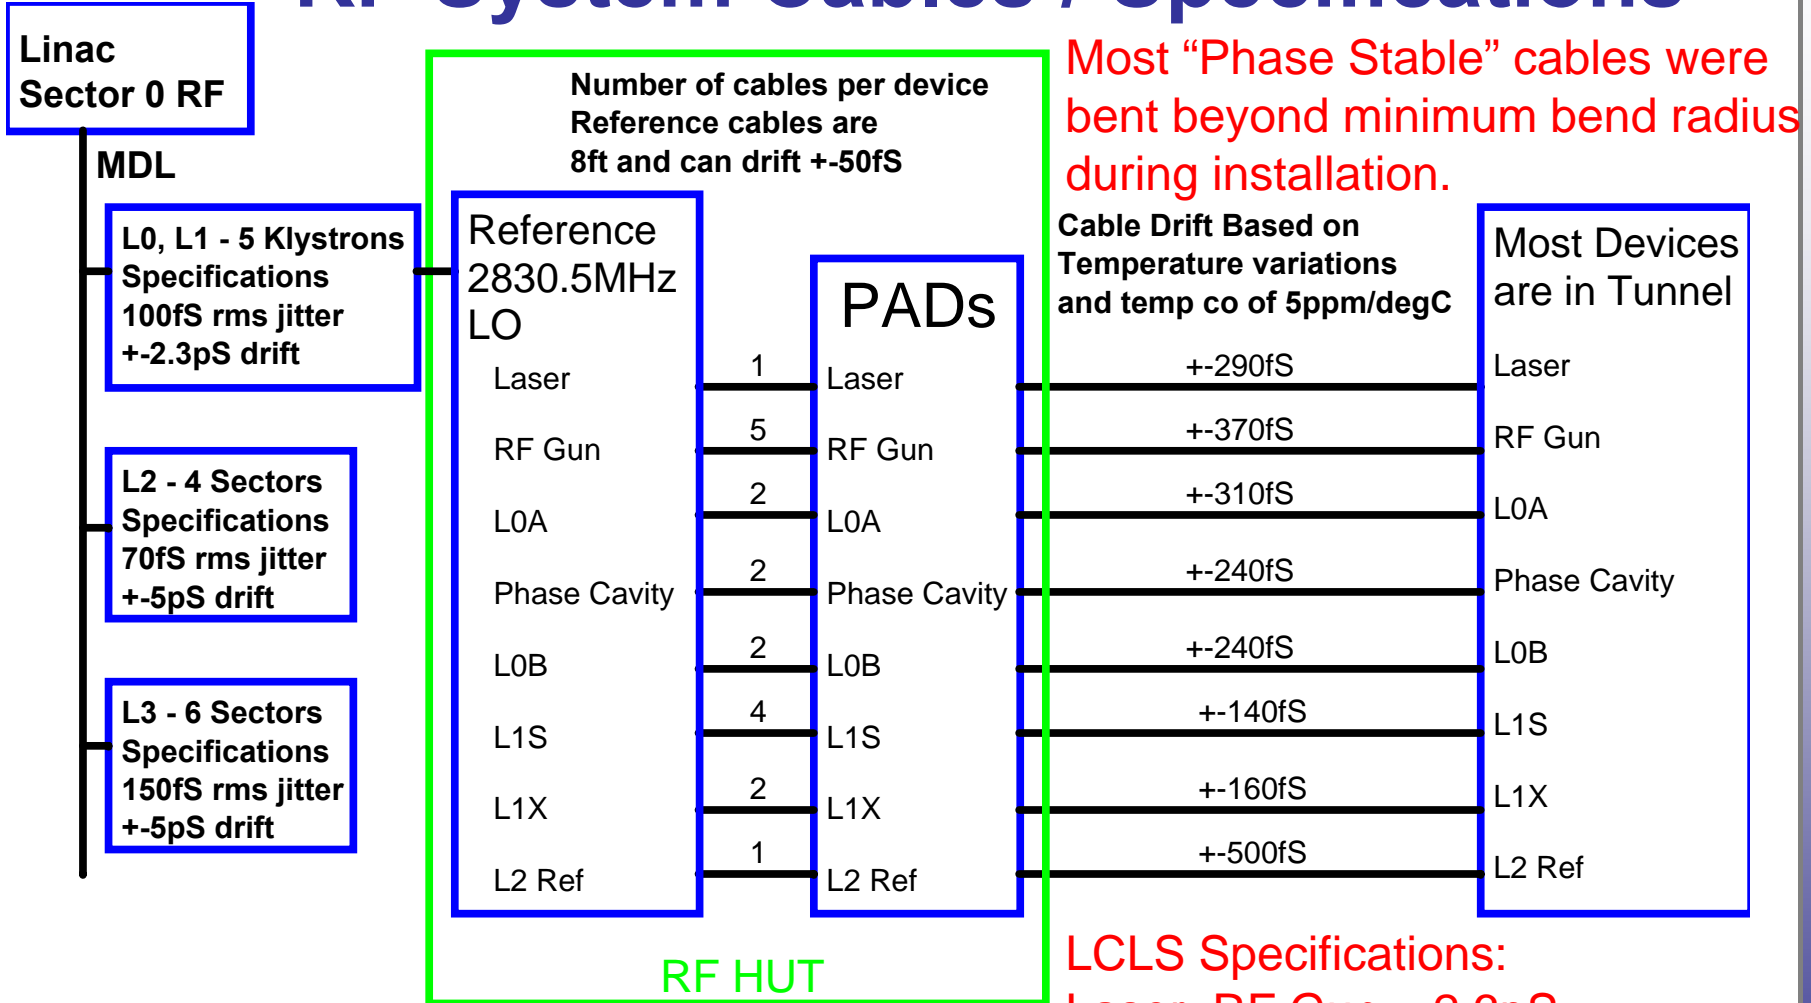 RF System Cables / Specifications
Linac
Sector 0 RF
MDL
L0, L1 - 5 Klystrons
Specifications
100fS rms jitter
+-2.3pS drift
L2 - 4 Sectors
Specifications
70fS rms jitter
+-5pS drift
L3 - 6 Sectors
Specifications
150fS rms jitter
+-5pS drift
Number of cables per device
Reference cables are
8ft and can drift +-50fS
Reference
2830.5MHz
LO
Laser
RF Gun
L0A
Phase Cavity
L0B
L1S
L1X
L2 Ref
1
5
2
2
2
4
2
1
PADs
Laser
RF Gun
L0A
Phase Cavity
L0B
L1S
L1X
L2 Ref
RF HUT
Most “Phase Stable” cables were
bent beyond minimum bend radius
during installation.
Cable Drift Based on
Temperature variations
and temp co of 5ppm/degC
+-290fS
+-370fS
+-310fS
+-240fS
+-240fS
+-140fS
+-160fS
+-500fS
Most Devices
are in Tunnel
Laser
RF Gun
L0A
Phase Cavity
L0B
L1S
L1X
L2 Ref
LCLS Specifications:
Laser RF Gun